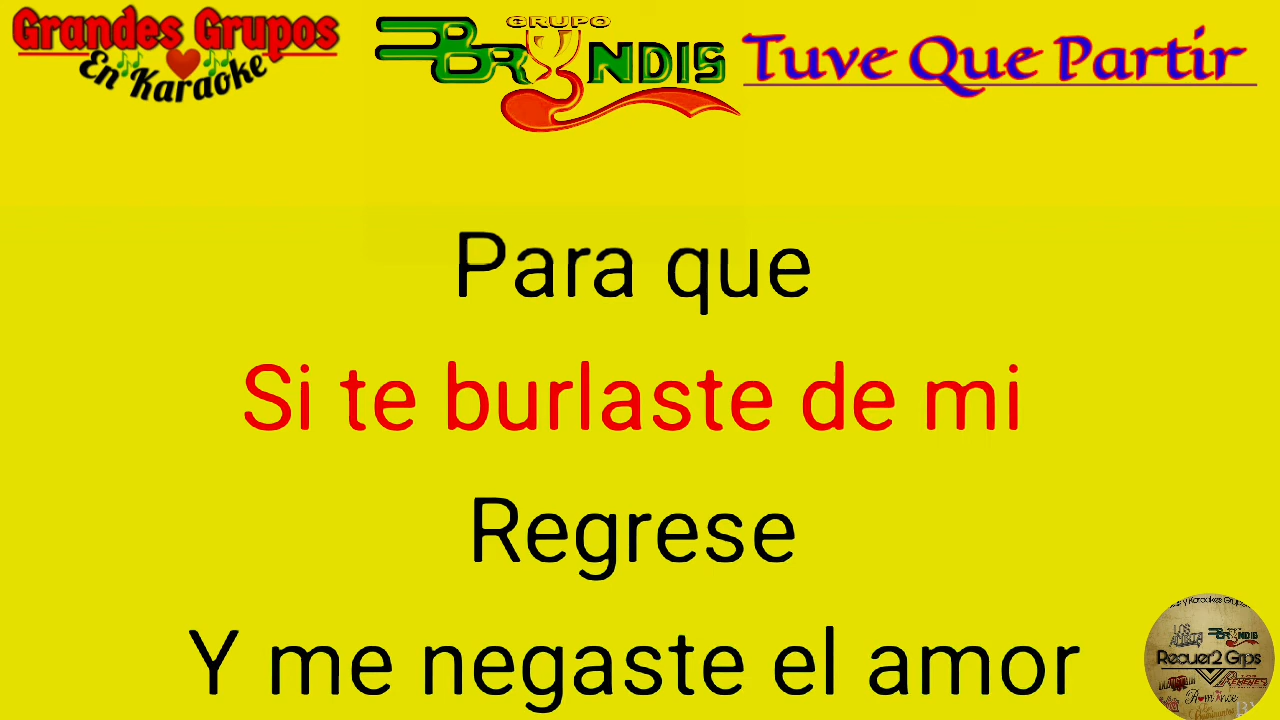 Grandes Grupos
En Karaoke
GRUPO
BRYNDIS
Tuve Que Partir
Para que
Si te burlaste de mi
Regrese
Y me negaste el amor
BRYNDIS
Recuer2 Grps